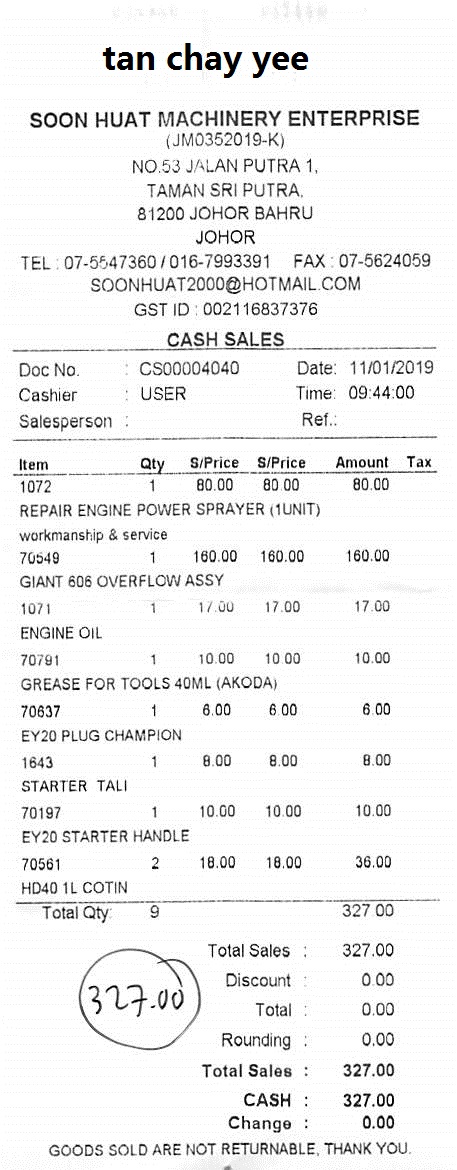 tan chay yee
SOON HUAT MACHINERY ENTERPRISE
(JM0352019-K)
NO.53 JALAN PUTRA 1,
TAMAN SRI PUTRA,
81200 JOHOR BAHRU
JOHOR
TEL : 07-5547360 / 016-7993391 FAX : 07-5624059
SOONHUAT2000@HOTMAIL.COM
GST ID : 002116837376
CASH SALES
Doc No. : CS00004040 Date: 11/01/2019
Cashier : USER Time: 09:44:00
Salesperson : Ref.:
Item Qty S/Price S/Price Amount Tax
1072 1 80.00 80.00 80.00
REPAIR ENGINE POWER SPRAYER (1UNIT)
workmanship & service
70549 1 160.00 160.00 160.00
GIANT 606 OVERFLOW ASSY
1071 1 17.00 17.00 17.00
ENGINE OIL
70791 1 10.00 10.00 10.00
GREASE FOR TOOLS 40ML (AKODA)
70637 1 6.00 6.00 6.00
EY20 PLUG CHAMPION
1643 1 8.00 8.00 8.00
STARTER TALI
70197 1 10.00 10.00 10.00
EY20 STARTER HANDLE
70561 2 18.00 18.00 36.00
HD40 1L COTIN
Total Qty: 9 327.00
Total Sales : 327.00
327.00
Discount : 0.00
Total : 0.00
Rounding : 0.00
Total Sales : 327.00
CASH : 327.00
Change : 0.00
GOODS SOLD ARE NOT RETURNABLE, THANK YOU.